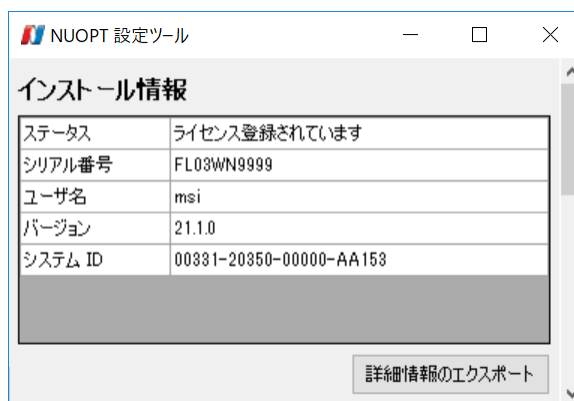 NUOPT 設定ツール
インストール情報
ステータス ライセンス登録されています
シリアル番号 FL03WN9999
ユーザ名 msi
バージョン 21.1.0
システム ID 00331-20350-00000-AA153
詳細情報のエクスポート